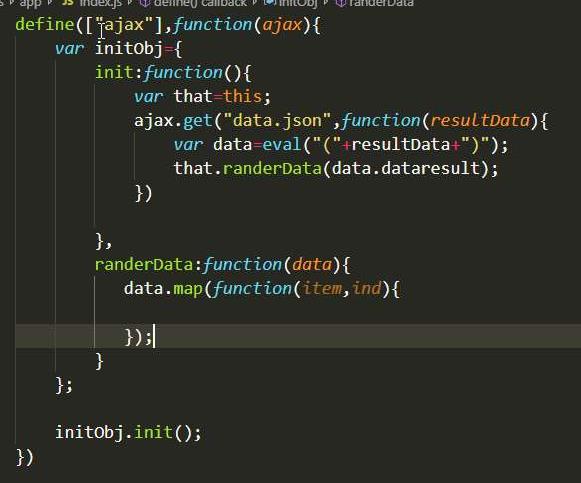 s › app › JS index.js › define() callback › initObj › randerData
define(["ajax"],function(ajax){
    var initObj={
        init:function(){
            var that=this;
            ajax.get("data.json",function(resultData){
                var data=eval("("+resultData+")");
                that.randerData(data.dataresult);
            })
        },
        randerData:function(data){
           data.map(function(item,ind){
           });
        }
    };
    initObj.init();
})